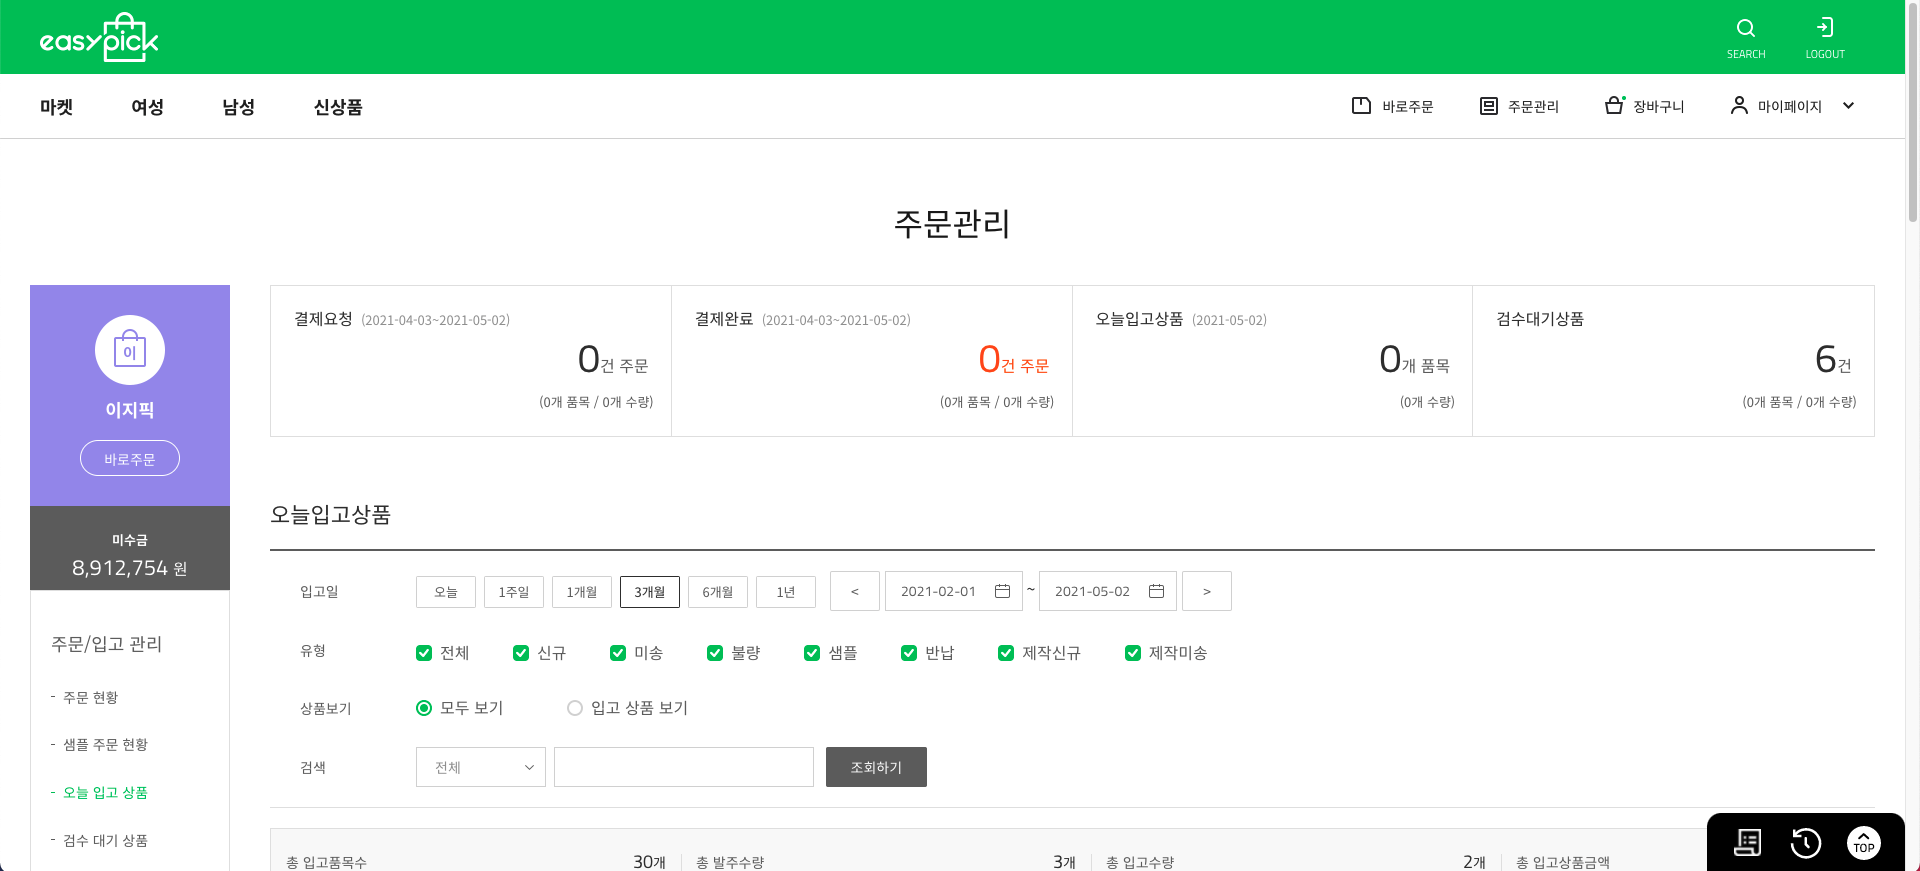 easypick
SEARCH
LOGOUT
마켓 여성 남성 신상품
바로주문 주문관리 장바구니 마이페이지
주문관리
이
이지픽
바로주문
미수금
8,912,754 원
주문/입고 관리
- 주문 현황
- 샘플 주문 현황
- 오늘 입고 상품
- 검수 대기 상품
결제요청 (2021-04-03~2021-05-02)
0건 주문
(0개 품목 / 0개 수량)
결제완료 (2021-04-03~2021-05-02)
0건 주문
(0개 품목 / 0개 수량)
오늘입고상품 (2021-05-02)
0개 품목
(0개 수량)
검수대기상품
6건
(0개 품목 / 0개 수량)
오늘입고상품
입고일 오늘 1주일 1개월 3개월 6개월 1년 < 2021-02-01 ~ 2021-05-02 >
유형 전체 신규 미송 불량 샘플 반납 제작신규 제작미송
상품보기 모두 보기 입고 상품 보기
검색 전체 조회하기
총 입고품목수 30개 총 발주수량 3개 총 입고수량 2개 총 입고상품금액
TOP